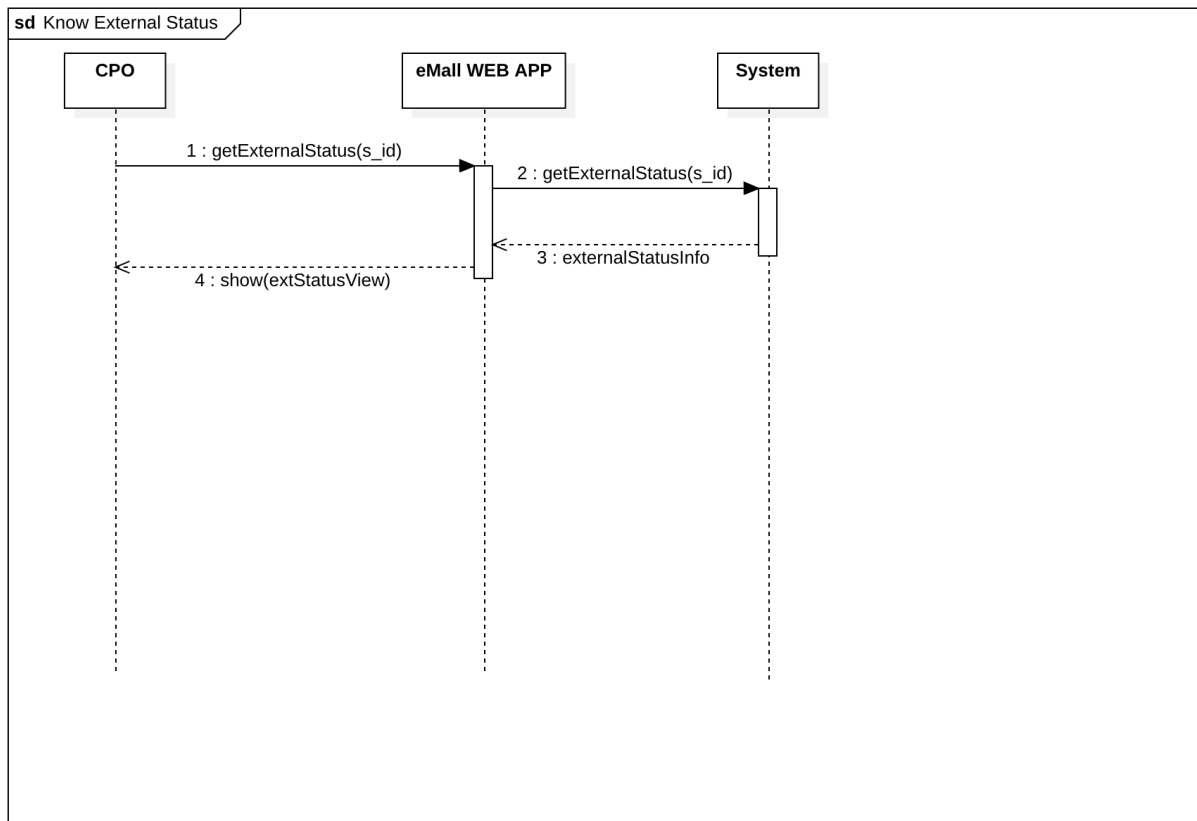 sd Know External Status
CPO
eMall WEB APP
System
1 : getExternalStatus(s_id)
2 : getExternalStatus(s_id)
3 : externalStatusInfo
4 : show(extStatusView)